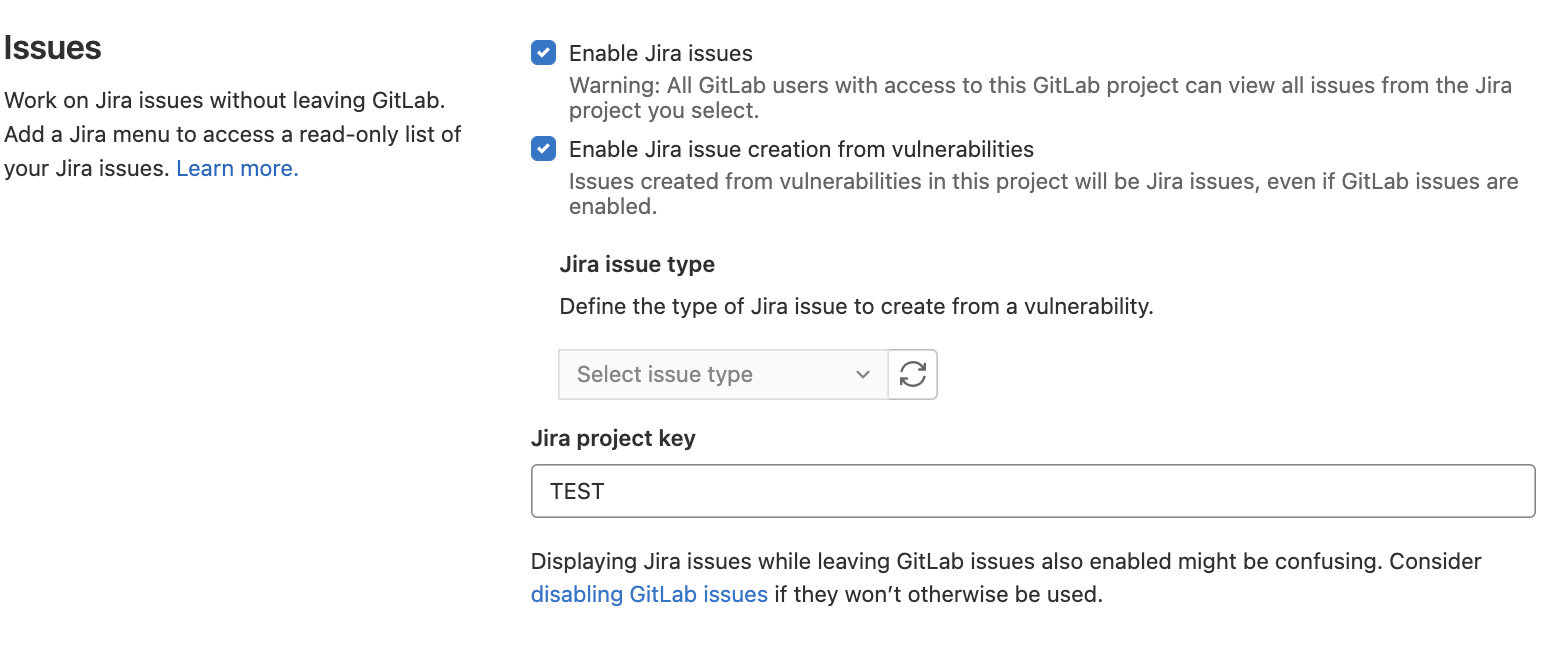 Issues
Work on Jira issues without leaving GitLab.
Add a Jira menu to access a read-only list of
your Jira issues. Learn more.
Enable Jira issues
Warning: All GitLab users with access to this GitLab project can view all issues from the Jira
project you select.
Enable Jira issue creation from vulnerabilities
Issues created from vulnerabilities in this project will be Jira issues, even if GitLab issues are
enabled.
Jira issue type
Define the type of Jira issue to create from a vulnerability.
Select issue type
Jira project key
TEST
Displaying Jira issues while leaving GitLab issues also enabled might be confusing. Consider
disabling GitLab issues if they won’t otherwise be used.